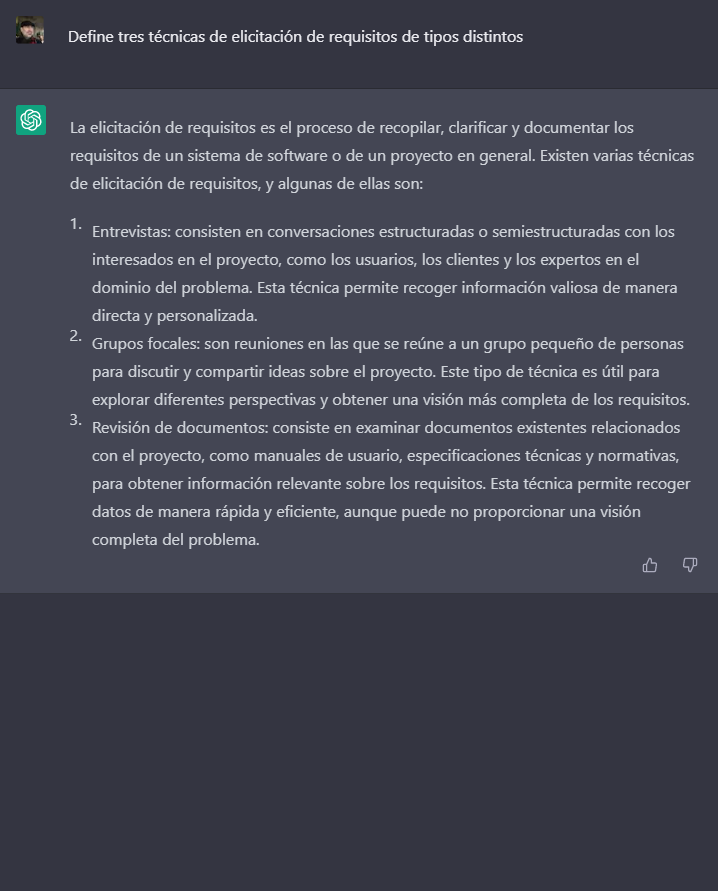 Define tres técnicas de elicitación de requisitos de tipos distintos
La elicitación de requisitos es el proceso de recopilar, clarificar y documentar los
requisitos de un sistema de software o de un proyecto en general. Existen varias técnicas
de elicitación de requisitos, y algunas de ellas son:
1. Entrevistas: consisten en conversaciones estructuradas o semiestructuradas con los
interesados en el proyecto, como los usuarios, los clientes y los expertos en el
dominio del problema. Esta técnica permite recoger información valiosa de manera
directa y personalizada.
2. Grupos focales: son reuniones en las que se reúne a un grupo pequeño de personas
para discutir y compartir ideas sobre el proyecto. Este tipo de técnica es útil para
explorar diferentes perspectivas y obtener una visión más completa de los requisitos.
3. Revisión de documentos: consiste en examinar documentos existentes relacionados
con el proyecto, como manuales de usuario, especificaciones técnicas y normativas,
para obtener información relevante sobre los requisitos. Esta técnica permite recoger
datos de manera rápida y eficiente, aunque puede no proporcionar una visión
completa del problema.